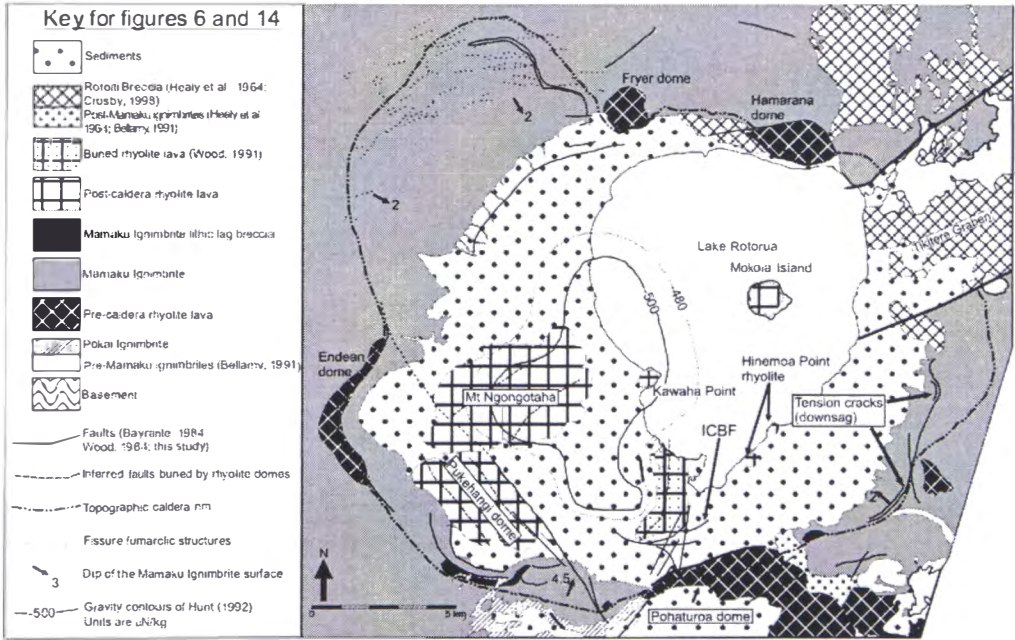 Key for figures 6 and 14
Sediments
Rotoiti Breccia (Healy et al 1964;
Crosby, 1998)
Post-Mamaku ignimbrites (Healy et al
1964; Bellamy, 1991)
Buried rhyolite lava (Wood, 1991)
Post-caldera rhyolite lava
Mamaku Ignimbrite lithic lag breccia
Mamaku Ignimbrite
Pre-caldera rhyolite lava
Pokai Ignimbrite
Pre-Mamaku ignimbrites (Bellamy, 1991)
Basement
Faults (Bayrante 1984
Wood, 1984; this study)
Inferred faults buried by rhyolite domes
Topographic caldera rim
Fissure fumarolic structures
3
Dip of the Mamaku Ignimbrite surface
-500
Gravity contours of Hunt (1992)
Units are uN/kg
Fryer dome
Hamarana
dome
2
2
Lake Rotorua
Mokoia Island
Tikitere Graben
500
480
Endean
dome
Mt Ngongotaha
Kawaha Point
Hinemoa Point
rhyolite
Tension cracks
(downsag)
ICBF
Pukehangi dome
2
4.5
N
0
5 km
Pohaturoa dome